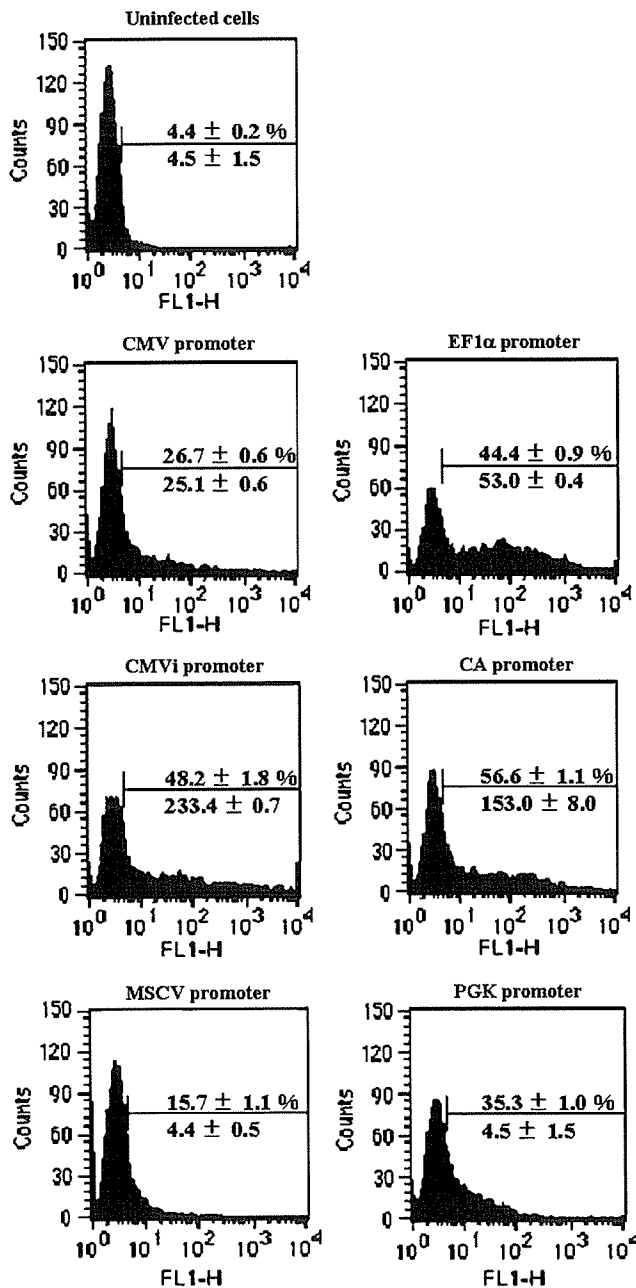 Uninfected cells
150
120
90
60
30
0
Counts
4.4 ± 0.2 %
4.5 ± 1.5
10^0 10^1 10^2 10^3 10^4
FL1-H
CMV promoter
150
120
90
60
30
0
Counts
26.7 ± 0.6 %
25.1 ± 0.6
10^0 10^1 10^2 10^3 10^4
FL1-H
EF1α promoter
150
120
90
60
30
0
Counts
44.4 ± 0.9 %
53.0 ± 0.4
10^0 10^1 10^2 10^3 10^4
FL1-H
CMVi promoter
150
120
90
60
30
0
Counts
48.2 ± 1.8 %
233.4 ± 0.7
10^0 10^1 10^2 10^3 10^4
FL1-H
CA promoter
150
120
90
60
30
0
Counts
56.6 ± 1.1 %
153.0 ± 8.0
10^0 10^1 10^2 10^3 10^4
FL1-H
MSCV promoter
150
120
90
60
30
0
Counts
15.7 ± 1.1 %
4.4 ± 0.5
10^0 10^1 10^2 10^3 10^4
FL1-H
PGK promoter
150
120
90
60
30
0
Counts
35.3 ± 1.0 %
4.5 ± 1.5
10^0 10^1 10^2 10^3 10^4
FL1-H